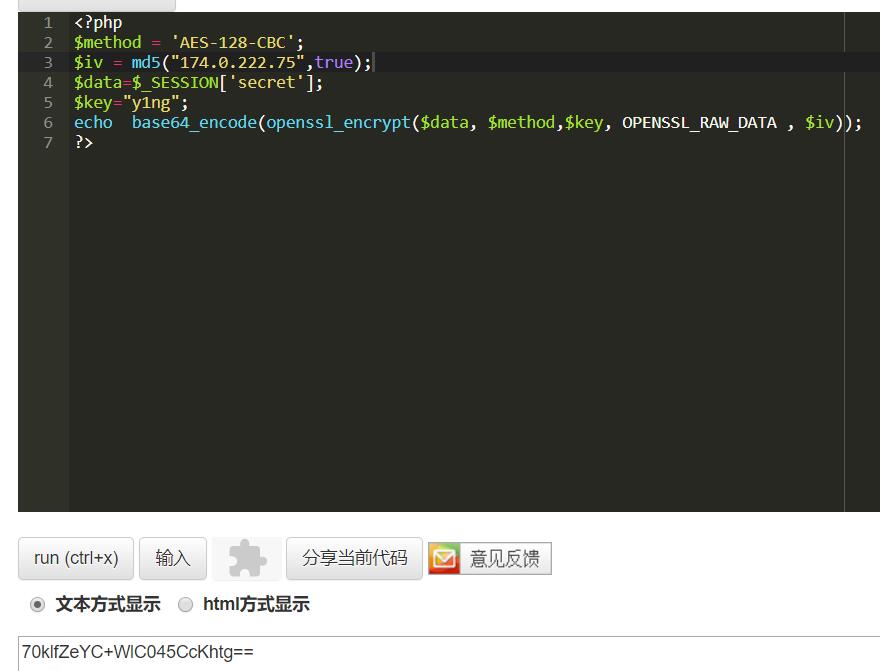 1 <?php
2 $method = 'AES-128-CBC';
3 $iv = md5("174.0.222.75",true);
4 $data=$_SESSION['secret'];
5 $key="y1ng";
6 echo  base64_encode(openssl_encrypt($data, $method,$key, OPENSSL_RAW_DATA , $iv));
7 ?>
run (ctrl+x) 输入 分享当前代码 意见反馈
文本方式显示 html方式显示
70klfZeYC+WlC045CcKhtg==